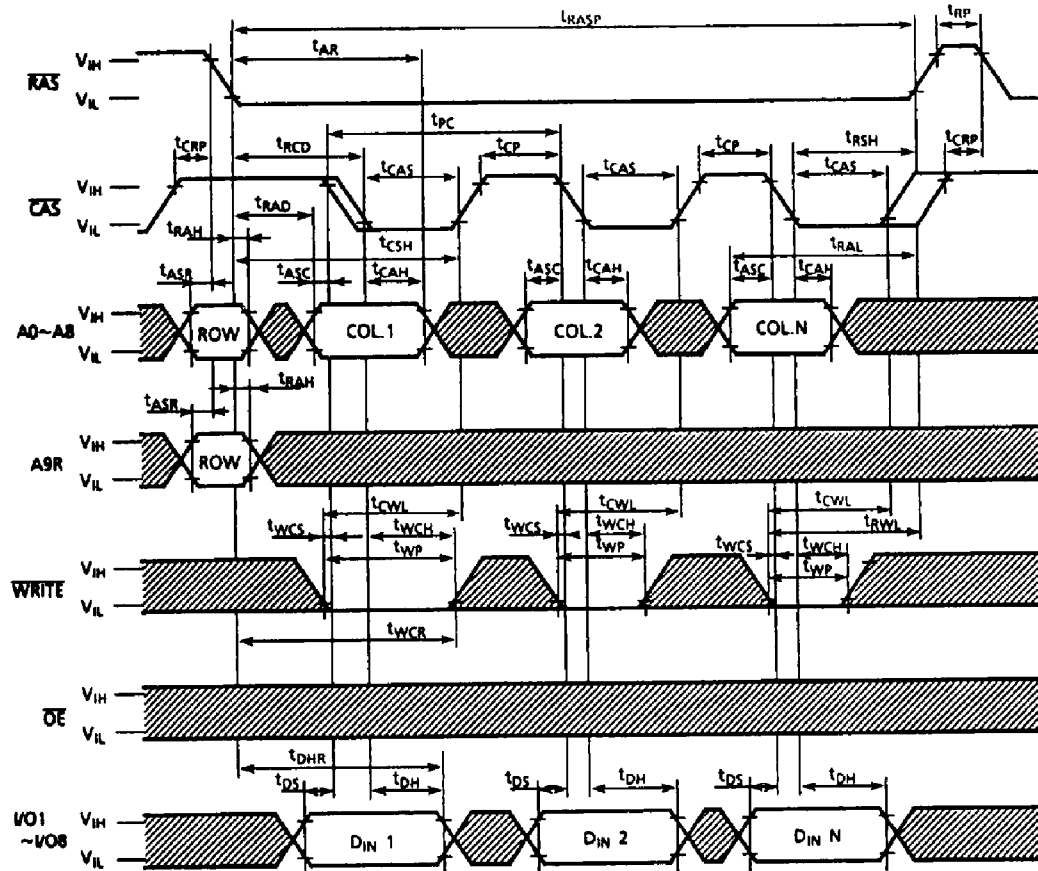 tRASP tRP
tAR
RAS VIH
VIL
tPC
tCRP tRCD tCP tCP tRSH tCRP
tCAS tCAS tCAS
CAS VIH
VIL
tRAD
tRAH tCSH tRAL
tASR tASC tCAH tASC tCAH tASC tCAH
A0~A8 VIH
VIL
ROW COL.1 COL.2 COL.N
tRAH
tASR
A9R VIH
VIL
ROW
tCWL tCWL tCWL
tWCS tWCH tWCS tWCH tRWL
tWP tWP tWCS tWCH
tWP
WRITE VIH
VIL
tWCR
OE VIH
VIL
tDHR
tDS tDH tDS tDH tDS tDH
I/O1
~I/O8
VIH
VIL
DIN 1 DIN 2 DIN N